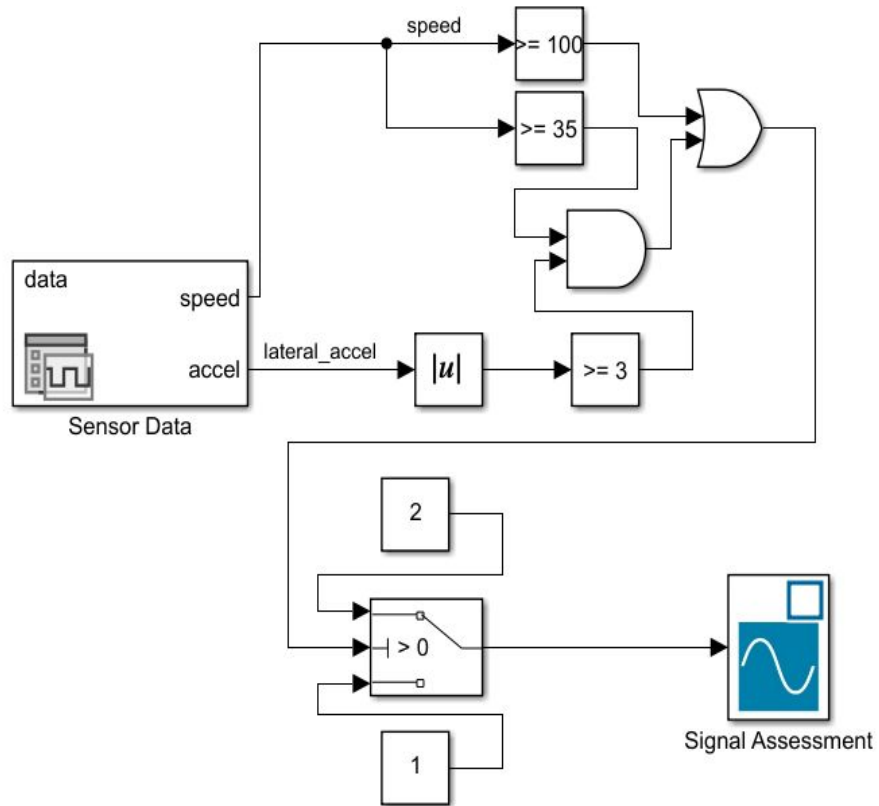 speed
>= 100
>= 35
data
speed
accel
lateral_accel
|u|
>= 3
Sensor Data
2
> 0
1
Signal Assessment